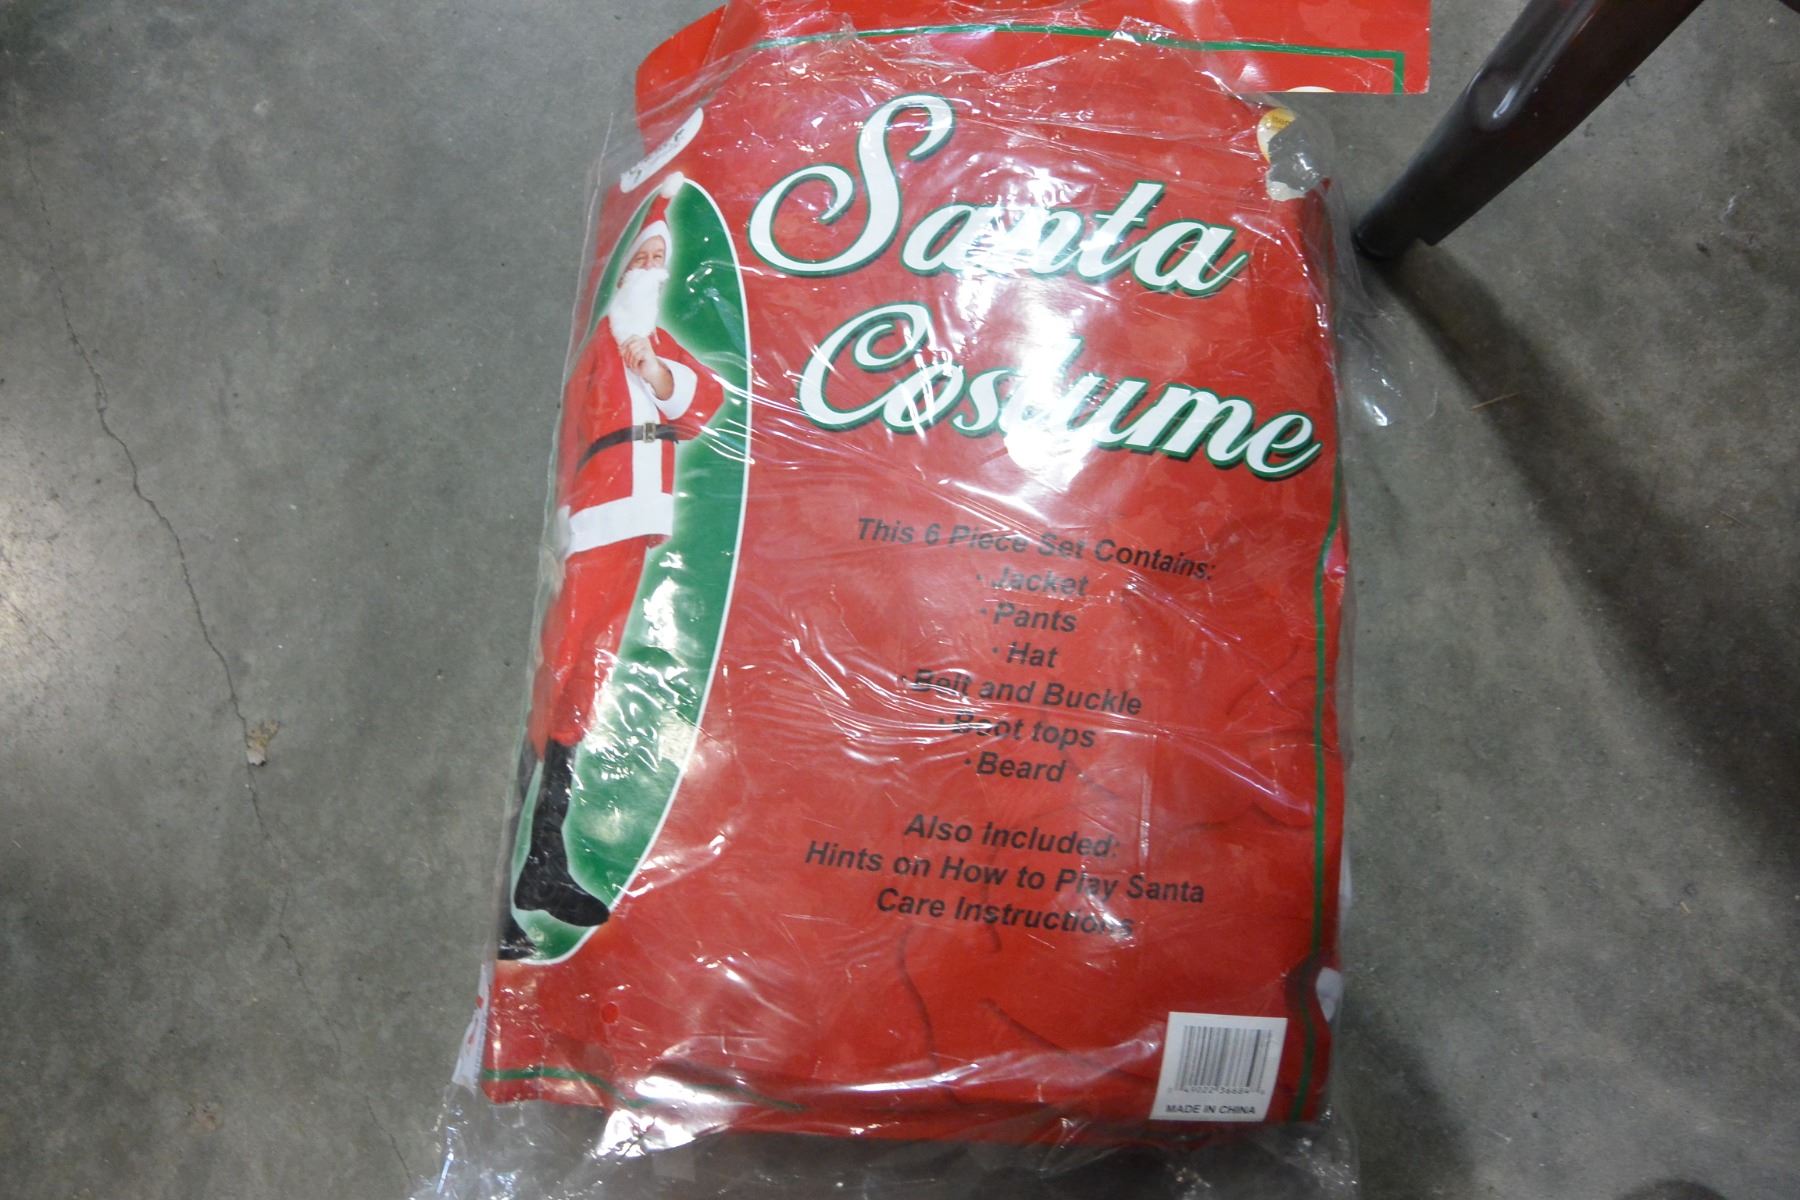 Santa
Costume
This 6 Piece Set Contains:
· Jacket
· Pants
· Hat
· Belt and Buckle
· Boot tops
· Beard
Also Included:
Hints on How to Play Santa
Care Instructions
MADE IN CHINA